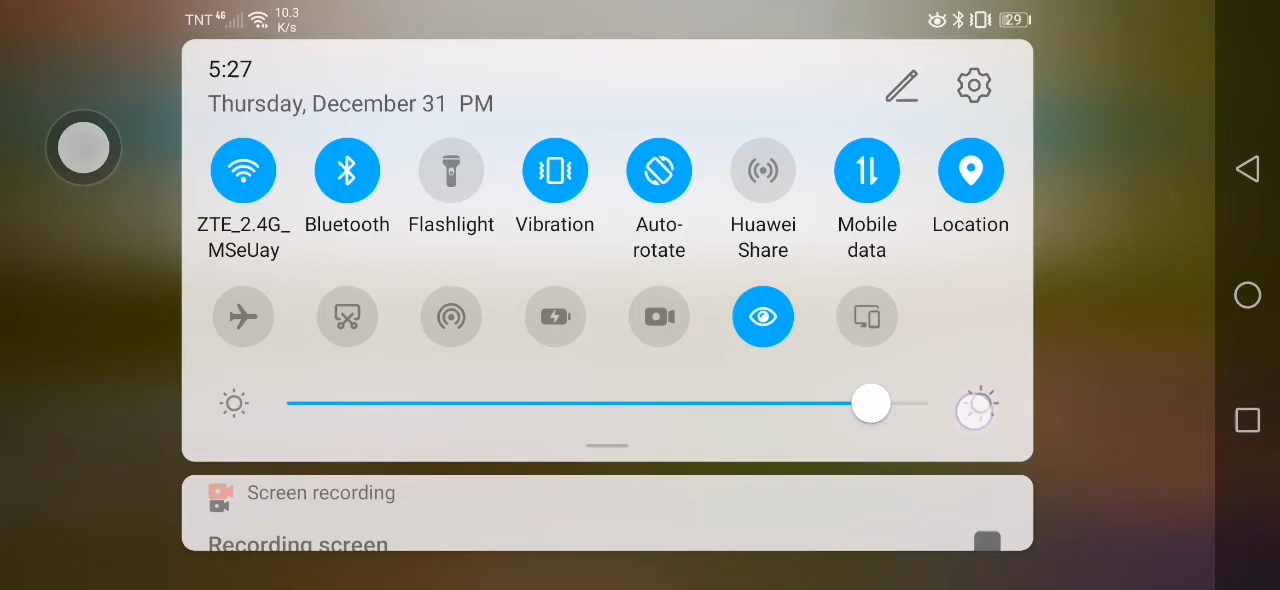 TNT 4G 10.3 K/s 29
5:27
Thursday, December 31 PM
ZTE_2.4G_ Bluetooth Flashlight Vibration Auto- Huawei Mobile Location
MSeUay rotate Share data
Screen recording
Recording screen